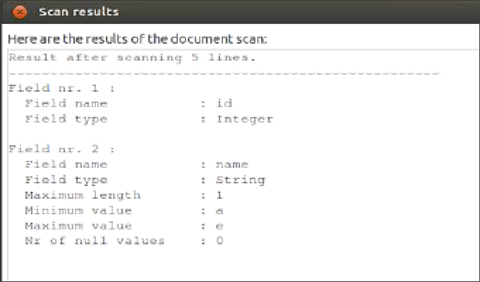 Scan results
Here are the results of the document scan:
Result after scanning 5 lines.
----------------------------------------------------
Field nr. 1 :
  Field name           : id
  Field type           : Integer

Field nr. 2 :
  Field name           : name
  Field type           : String
  Maximum length       : 1
  Minimum value        : a
  Maximum value        : e
  Nr of null values    : 0